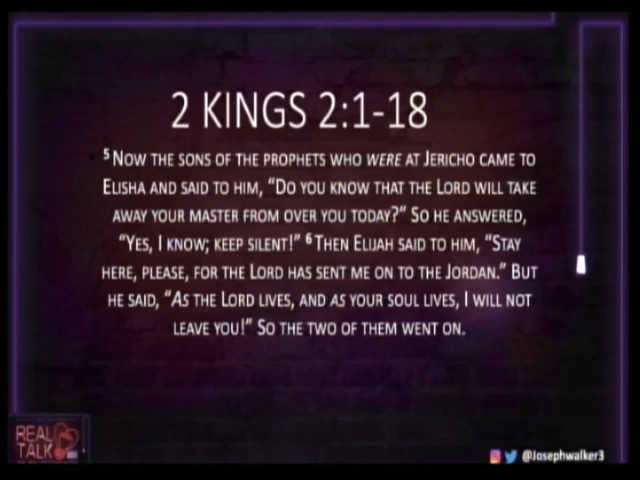 2 KINGS 2:1-18
5 NOW THE SONS OF THE PROPHETS WHO WERE AT JERICHO CAME TO
ELISHA AND SAID TO HIM, “DO YOU KNOW THAT THE LORD WILL TAKE
AWAY YOUR MASTER FROM OVER YOU TODAY?” SO HE ANSWERED,
“YES, I KNOW; KEEP SILENT!” 6 THEN ELIJAH SAID TO HIM, “STAY
HERE, PLEASE, FOR THE LORD HAS SENT ME ON TO THE JORDAN.” BUT
HE SAID, “AS THE LORD LIVES, AND AS YOUR SOUL LIVES, I WILL NOT
LEAVE YOU!” SO THE TWO OF THEM WENT ON.
REAL
TALK
@Josephwalker3